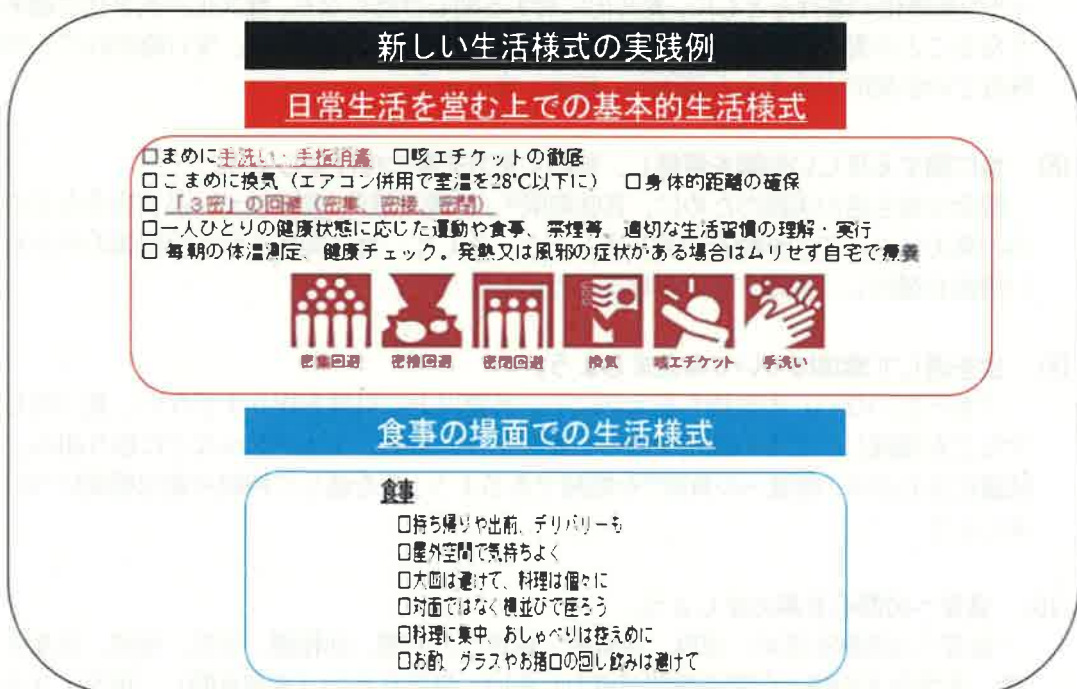 新しい生活様式の実践例
日常生活を営む上での基本的生活様式
□まめに手洗い、手指消毒 □咳エチケットの徹底
□こまめに換気（エアコン併用で室温を28℃以下に） □身体的距離の確保
□ 「3密」の回避（密集、密接、密閉）
□一人ひとりの健康状態に応じた運動や食事、禁煙等、適切な生活習慣の理解・実行
□ 毎朝の体温測定、健康チェック。発熱又は風邪の症状がある場合はムリせず自宅で療養
密集回避 密接回避 密閉回避 換気 咳エチケット 手洗い
食事の場面での生活様式
食事
□持ち帰りや出前、デリバリーも
□屋外空間で気持ちよく
□大皿は避けて、料理は個々に
□対面ではなく横並びで座ろう
□料理に集中、おしゃべりは控えめに
□お酌、グラスやお猪口の回し飲みは避けて